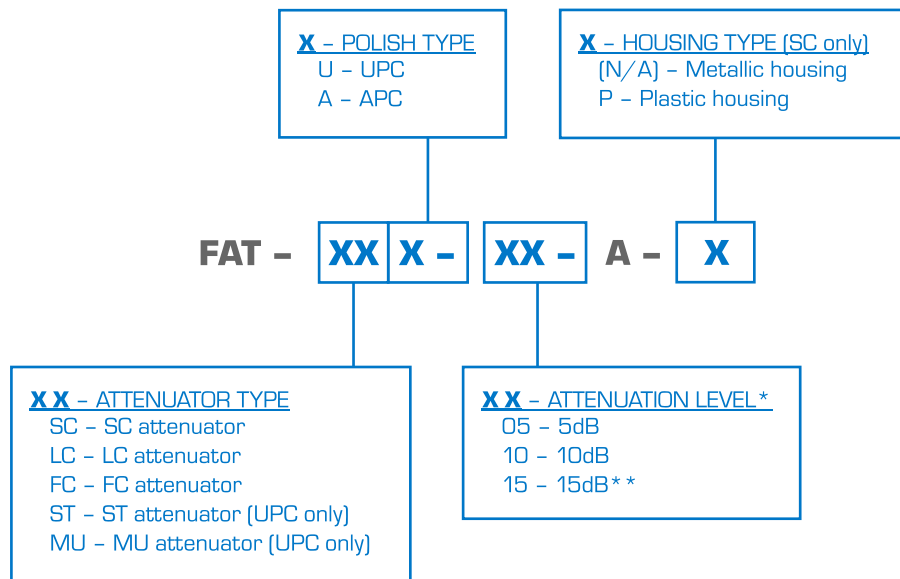 X – POLISH TYPE
U – UPC
A – APC
X – HOUSING TYPE (SC only)
(N/A) – Metallic housing
P – Plastic housing
FAT – XX X – XX – A – X
X X – ATTENUATOR TYPE
SC – SC attenuator
LC – LC attenuator
FC – FC attenuator
ST – ST attenuator (UPC only)
MU – MU attenuator (UPC only)
X X – ATTENUATION LEVEL*
05 – 5dB
10 – 10dB
15 – 15dB**